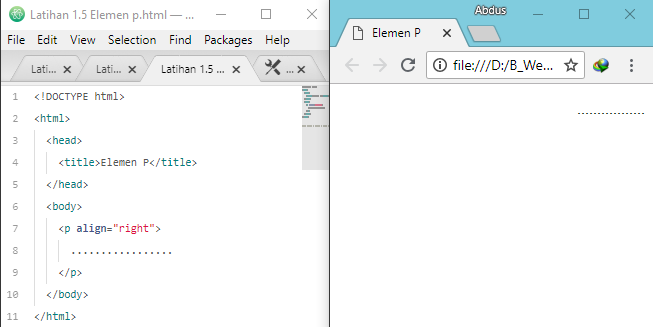 Latihan 1.5 Elemen p.html — ...
File Edit View Selection Find Packages Help
Lati... Lati... Latihan 1.5 ... ...
1 <!DOCTYPE html>
2 <html>
3 <head>
4 <title>Elemen P</title>
5 </head>
6 <body>
7 <p align="right">
8 .................
9 </p>
10 </body>
11 </html>
Abdus
Elemen P
file:///D:/B_We...
.................